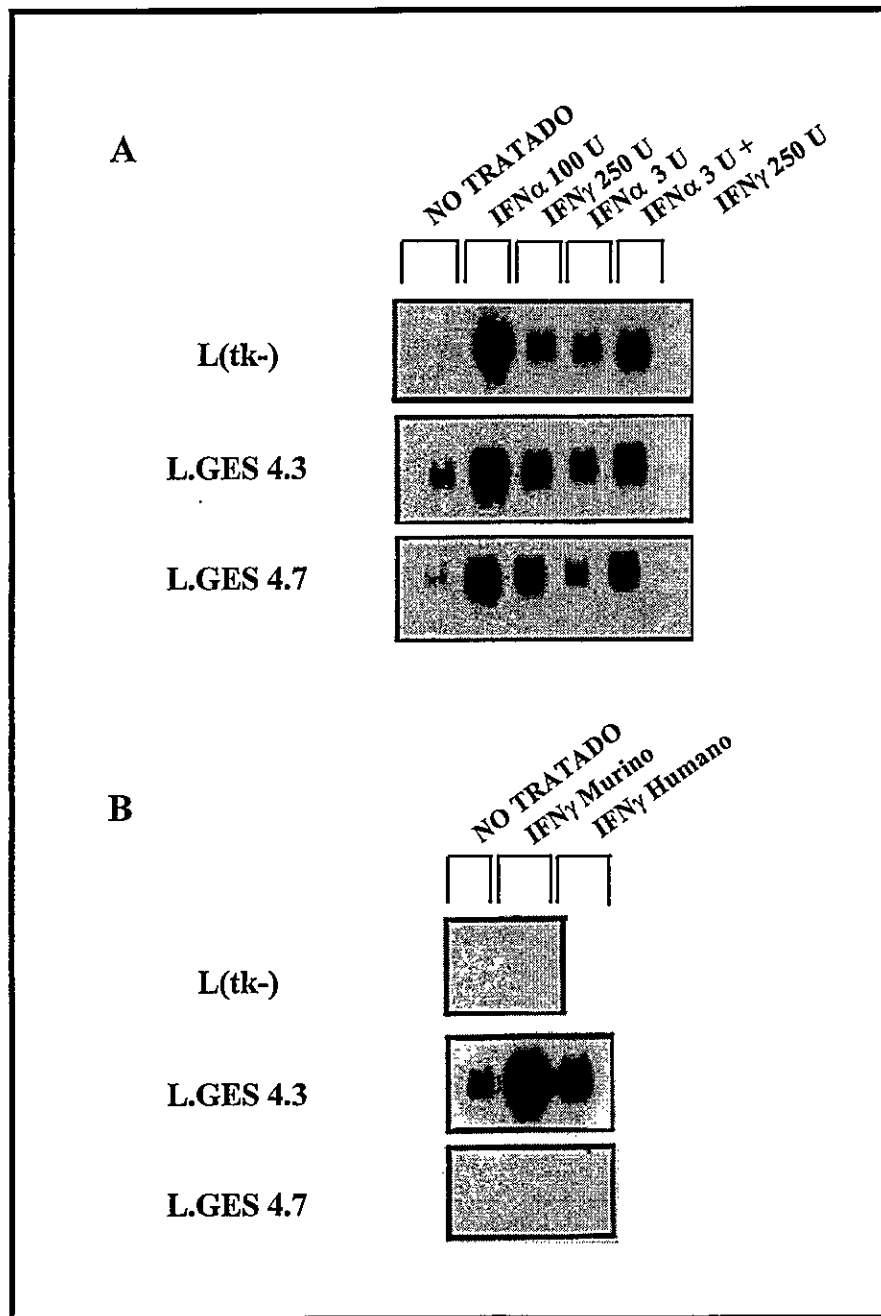 A
NO TRATADO
IFNα 100 U
IFNγ 250 U
IFNα 3 U
IFNα 3 U +
IFNγ 250 U
L(tk-)
L.GES 4.3
L.GES 4.7
B
NO TRATADO
IFNγ Murino
IFNγ Humano
L(tk-)
L.GES 4.3
L.GES 4.7